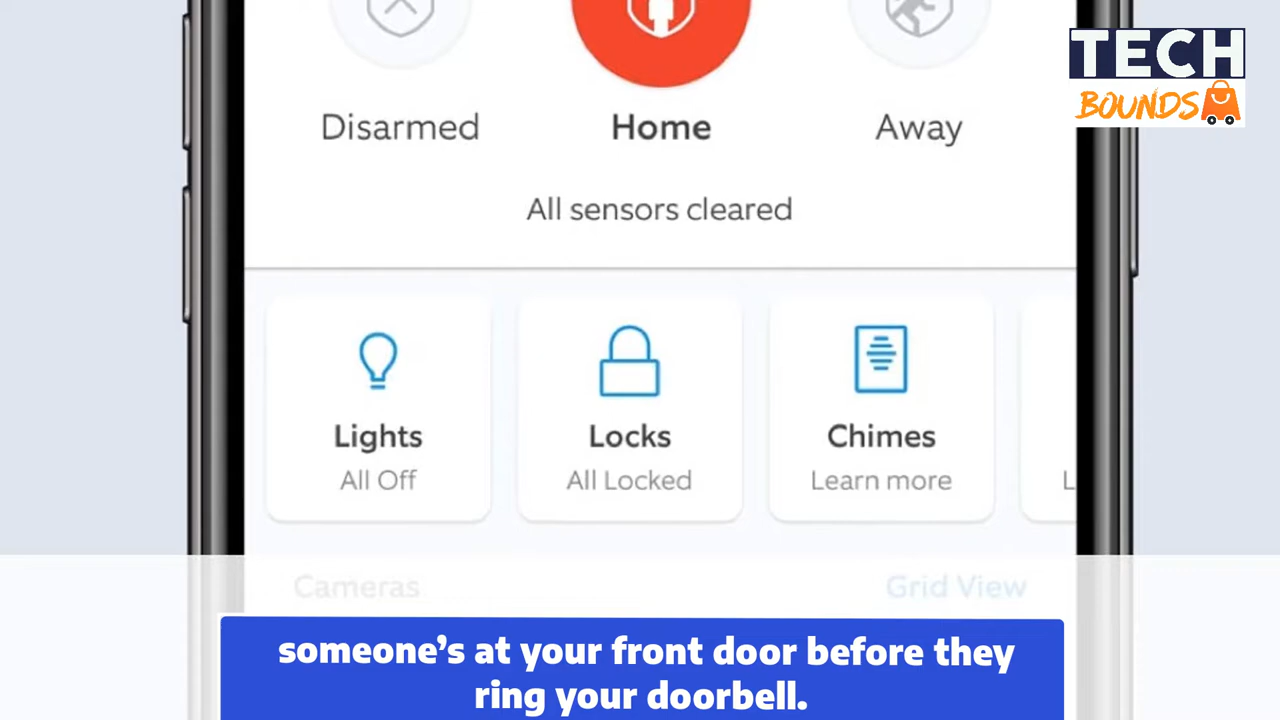 TECH
BOUNDS
Disarmed
Home
Away
All sensors cleared
Lights
Locks
Chimes
All Off
All Locked
Learn more
L
Cameras
Grid View
someone's at your front door before they
ring your doorbell.